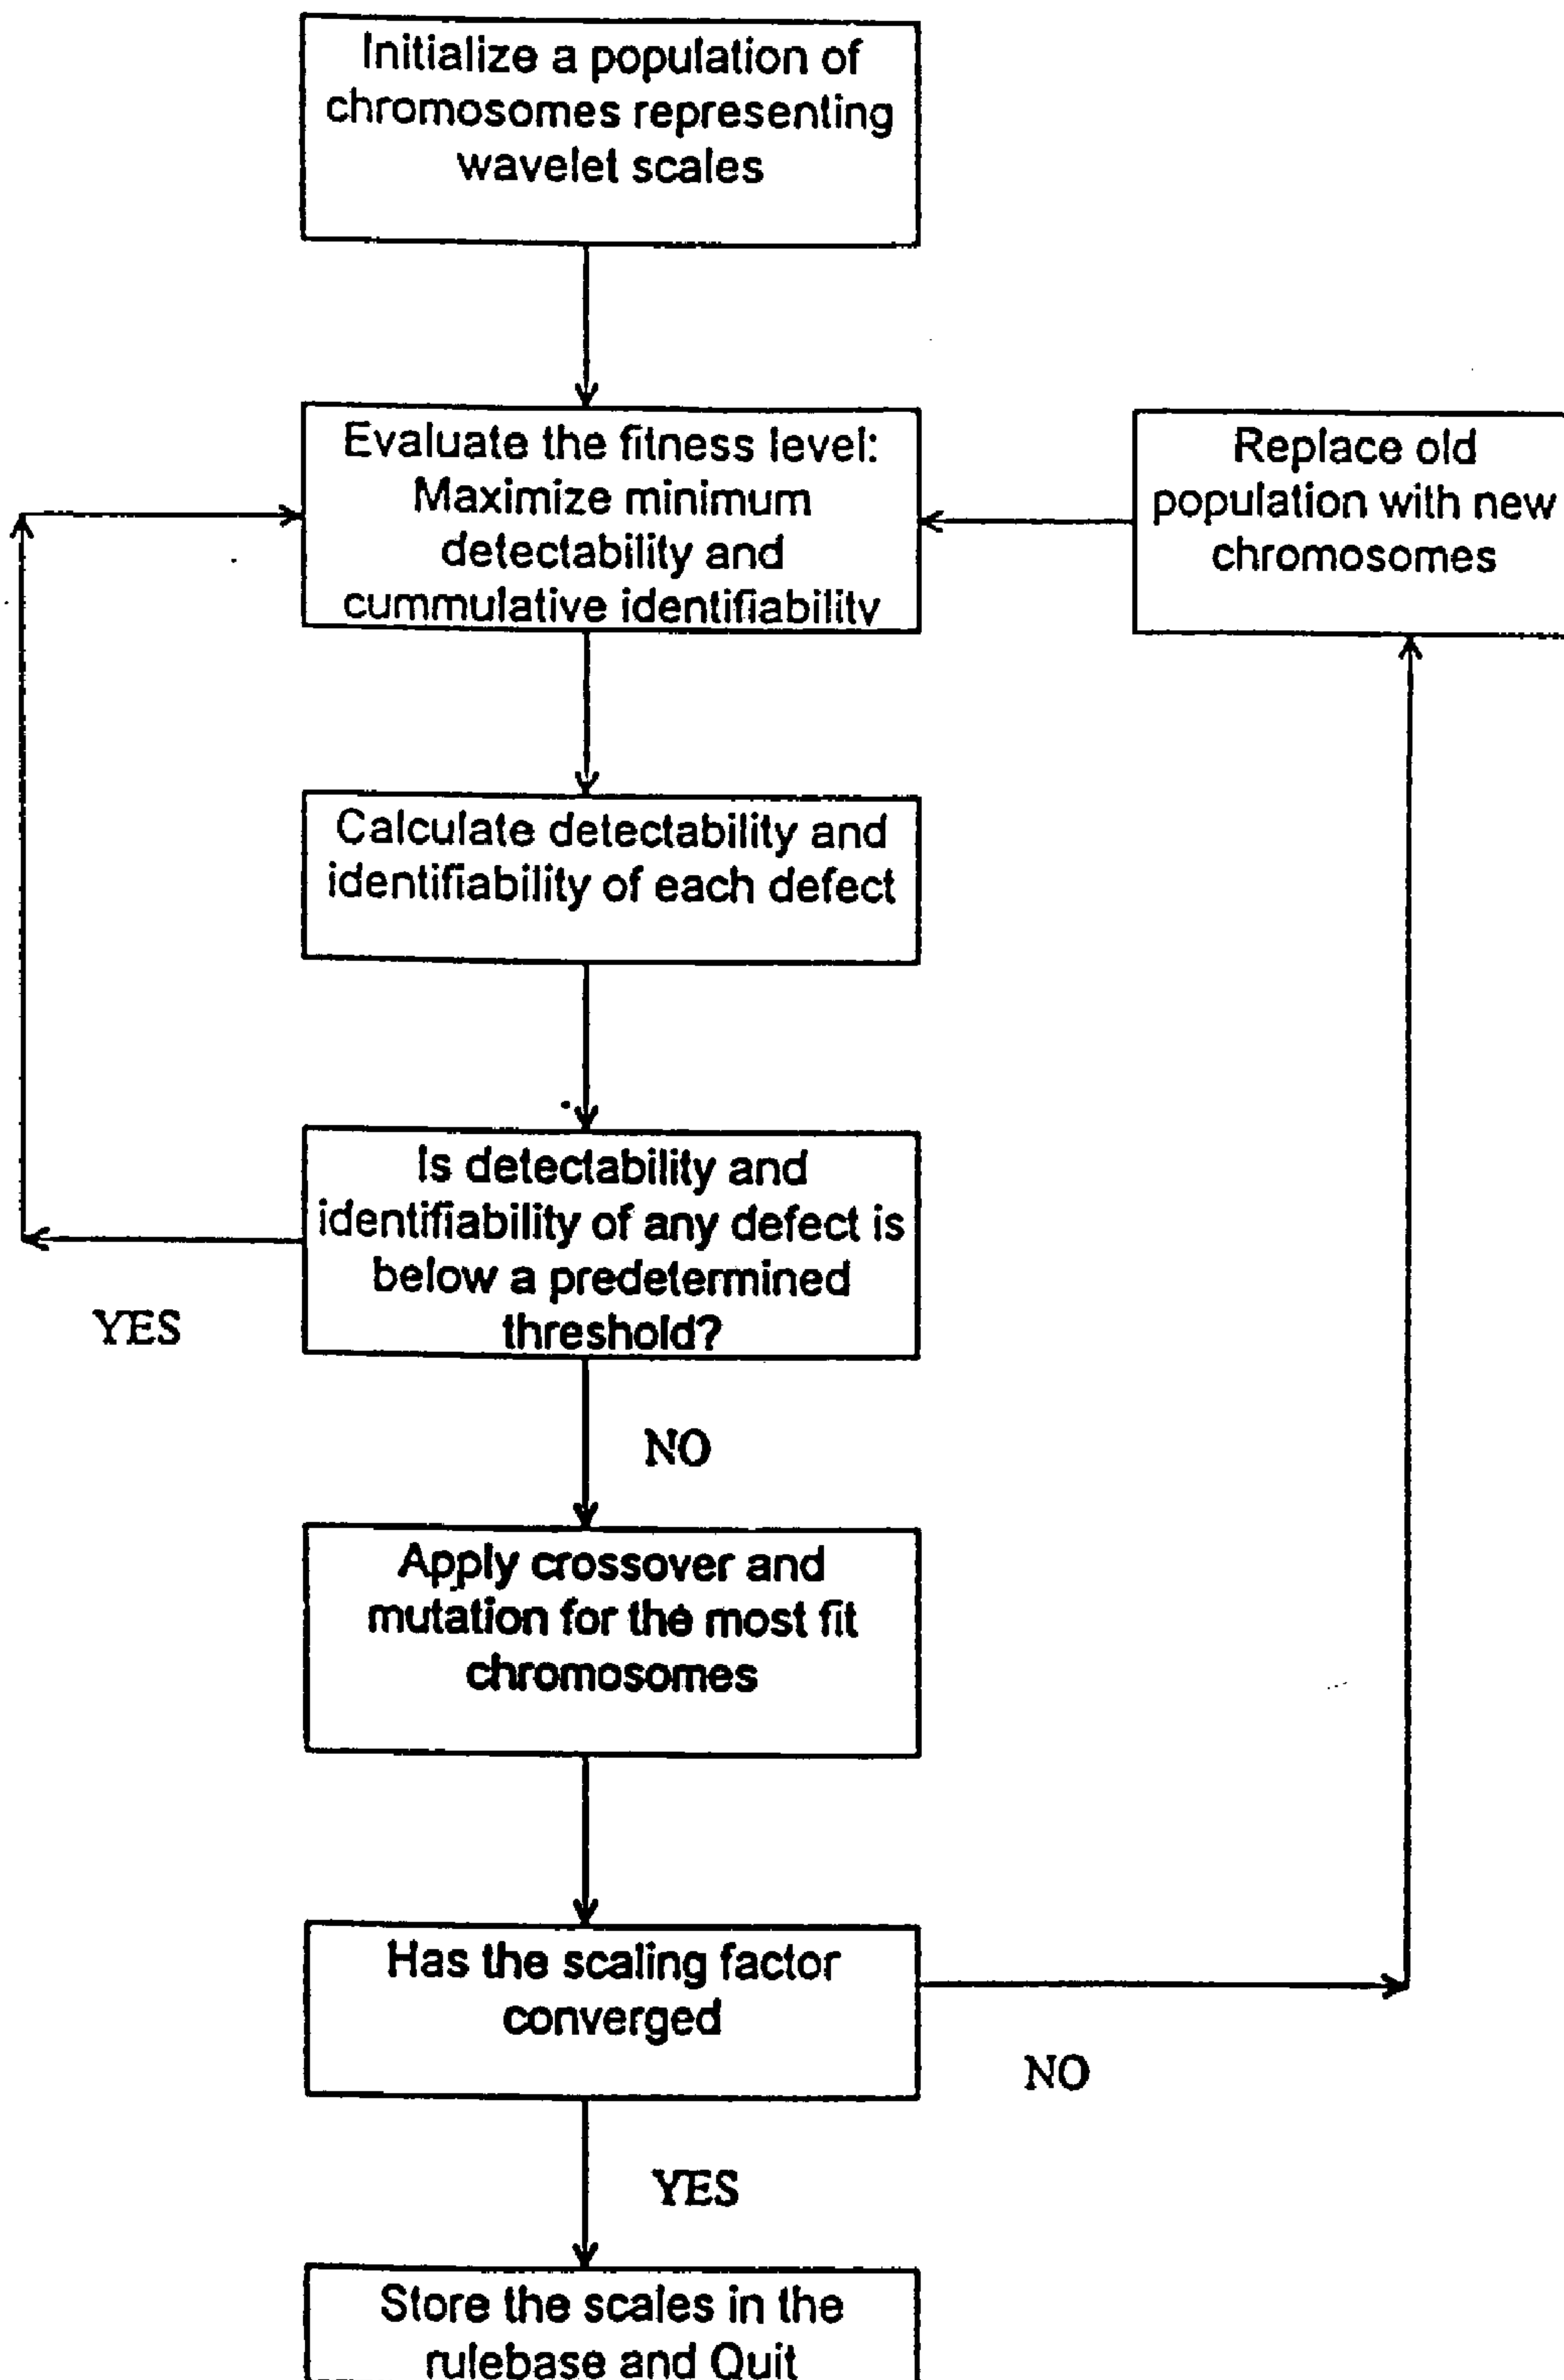 Initialize a population of
chromosomes representing
wavelet scales
Evaluate the fitness level:
Maximize minimum
detectability and
cummulative identifiability
Replace old
population with new
chromosomes
Calculate detectability and
identifiability of each defect
Is detectability and
identifiability of any defect is
below a predetermined
threshold?
YES
NO
Apply crossover and
mutation for the most fit
chromosomes
Has the scaling factor
converged
NO
YES
Store the scales in the
rulebase and Quit